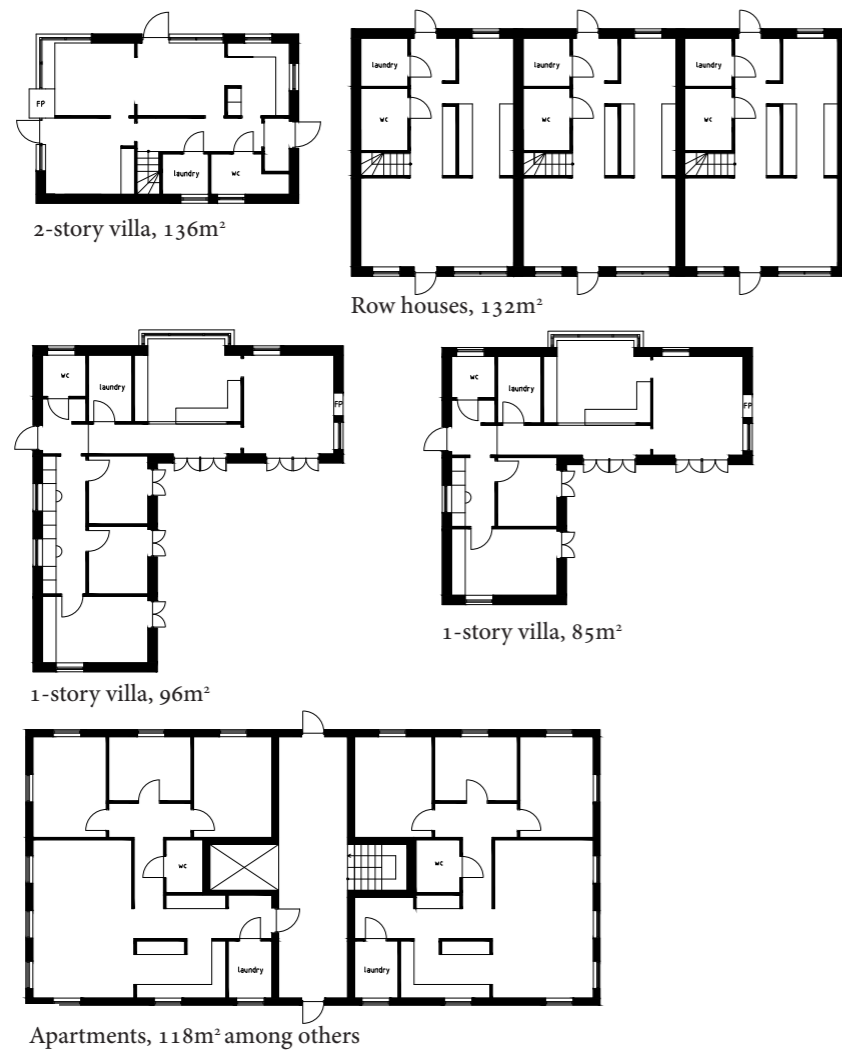 FP
laundry
wc
2-story villa, 136m²
laundry
wc
laundry
wc
laundry
wc
Row houses, 132m²
wc
laundry
FP
1-story villa, 96m²
wc
laundry
FP
1-story villa, 85m²
wc
laundry
wc
laundry
Apartments, 118m² among others